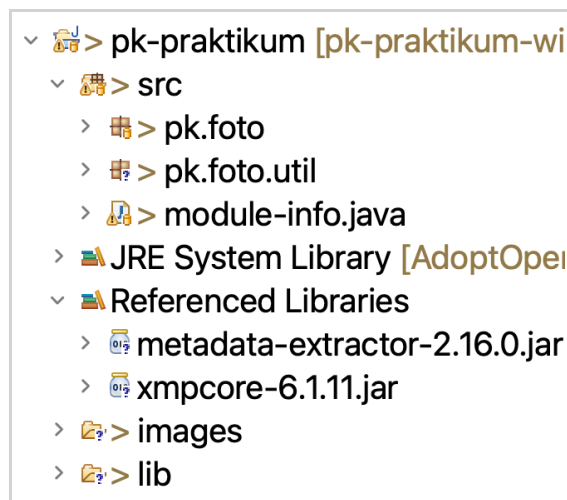 > pk-praktikum [pk-praktikum-wi
> src
> pk.foto
> pk.foto.util
> module-info.java
JRE System Library [AdoptOpen
Referenced Libraries
metadata-extractor-2.16.0.jar
xmpcore-6.1.11.jar
> images
> lib